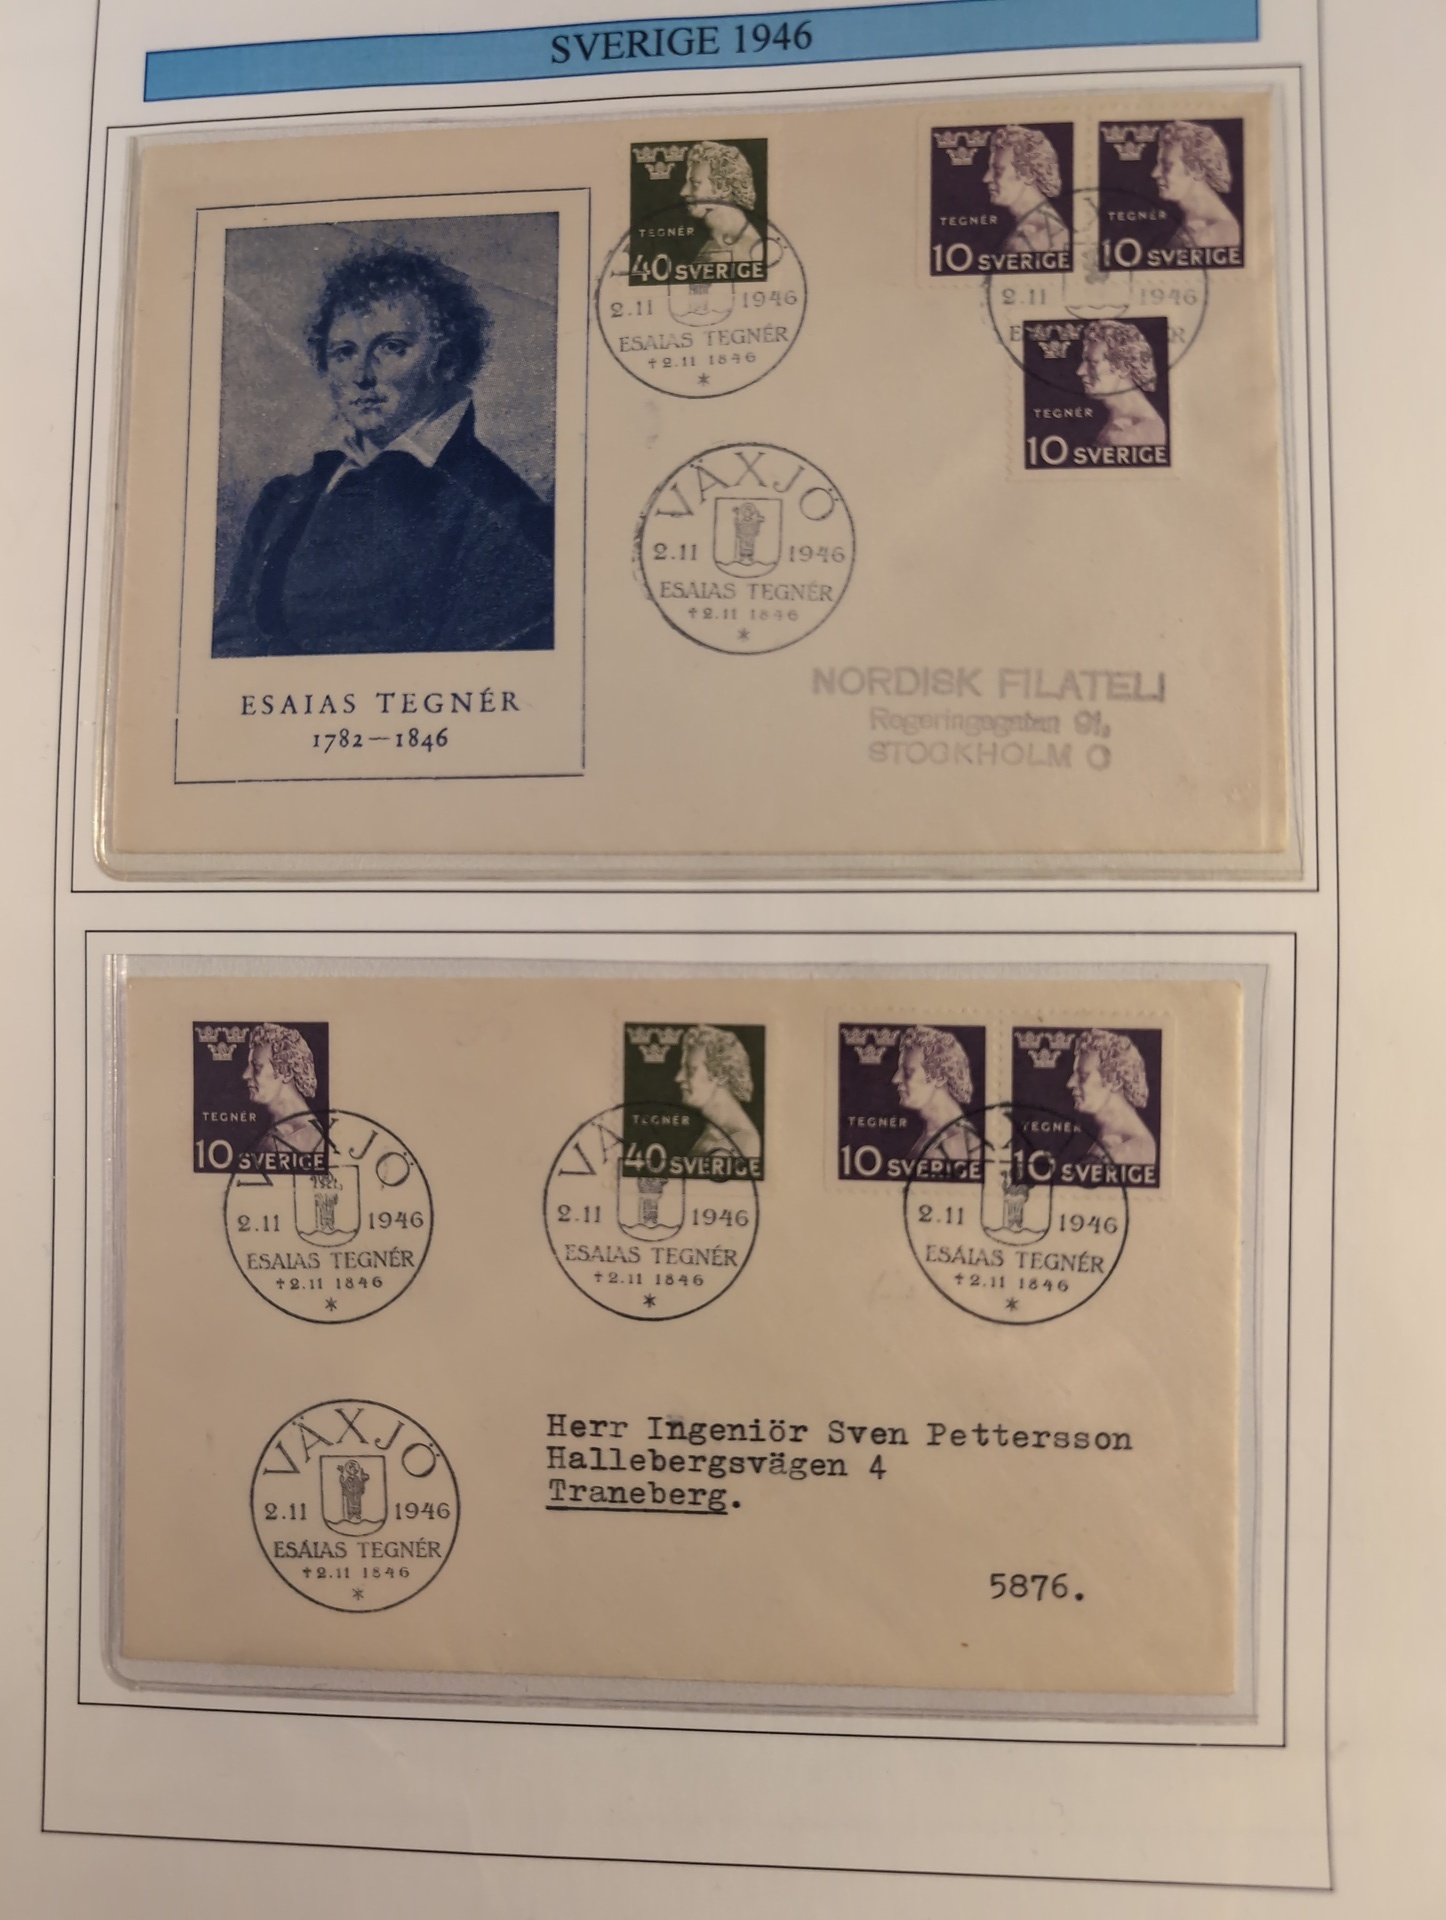 SVERIGE 1946
TEGNÉR
40 SVERIGE
TEGNÉR
10 SVERIGE
TEGNÉR
10 SVERIGE
2.11 1946
ESAIAS TEGNÉR
†2.11 1846
*
2.11 1946
TEGNÉR
10 SVERIGE
VÄXJÖ
2.11 1946
ESAIAS TEGNÉR
†2.11 1846
*
ESAIAS TEGNÉR
1782—1846
NORDISK FILATELI
Regeringsgatan 91,
STOCKHOLM C
TEGNÉR
10 SVERIGE
TEGNÉR
40 SVERIGE
TEGNÉR
10 SVERIGE
TEGNÉR
10 SVERIGE
VÄXJÖ
2.11 1946
ESAIAS TEGNÉR
†2.11 1846
*
2.11 1946
ESAIAS TEGNÉR
†2.11 1846
*
2.11 1946
ESAIAS TEGNÉR
†2.11 1846
*
VÄXJÖ
2.11 1946
ESAIAS TEGNÉR
†2.11 1846
*
Herr Ingeniör Sven Pettersson
Hallebergsvägen 4
Traneberg.
5876.